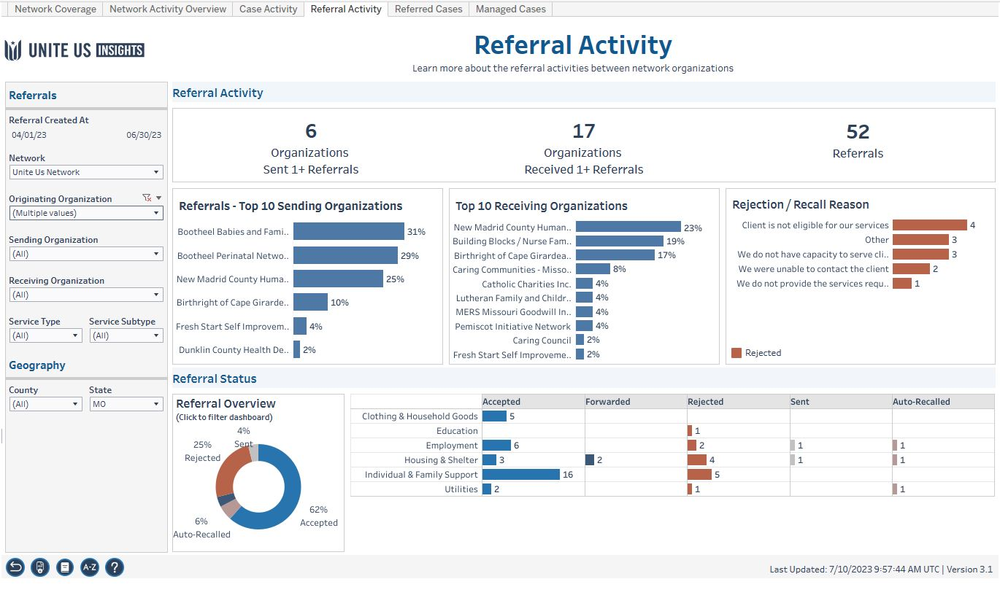 Network Coverage
Network Activity Overview
Case Activity
Referral Activity
Referred Cases
Managed Cases
UNITE US INSIGHTS
Referral Activity
Learn more about the referral activities between network organizations
Referrals
Referral Created At
04/01/23 06/30/23
Network
Unite Us Network
Originating Organization
(Multiple values)
Sending Organization
(All)
Receiving Organization
(All)
Service Type Service Subtype
(All) (All)
Geography
County State
(All) MO
Referral Activity
6
Organizations
Sent 1+ Referrals
17
Organizations
Received 1+ Referrals
52
Referrals
Referrals - Top 10 Sending Organizations
Bootheel Babies and Fami.. 31%
Bootheel Perinatal Netwo.. 29%
New Madrid County Huma.. 25%
Birthright of Cape Girarde.. 10%
Fresh Start Self Improvem.. 4%
Dunklin County Health De.. 2%
Top 10 Receiving Organizations
New Madrid County Human.. 23%
Building Blocks / Nurse Fam.. 19%
Birthright of Cape Girardea.. 17%
Caring Communities - Misso.. 8%
Catholic Charities Inc. 4%
Lutheran Family and Childr.. 4%
MERS Missouri Goodwill In.. 4%
Pemiscot Initiative Network 4%
Caring Council 2%
Fresh Start Self Improveme.. 2%
Rejection / Recall Reason
Client is not eligible for our services 4
Other 3
We do not have capacity to serve cli.. 3
We were unable to contact the client 2
We do not provide the services requ.. 1
Rejected
Referral Status
Referral Overview
(Click to filter dashboard)
4%
Sent
25%
Rejected
62%
Accepted
6%
Auto-Recalled
Accepted Forwarded Rejected Sent Auto-Recalled
Clothing & Household Goods 5
Education 1
Employment 6 2 1 1
Housing & Shelter 3 2 4 1 1
Individual & Family Support 16 5
Utilities 2 1 1
A-Z ?
Last Updated: 7/10/2023 9:57:44 AM UTC | Version 3.1